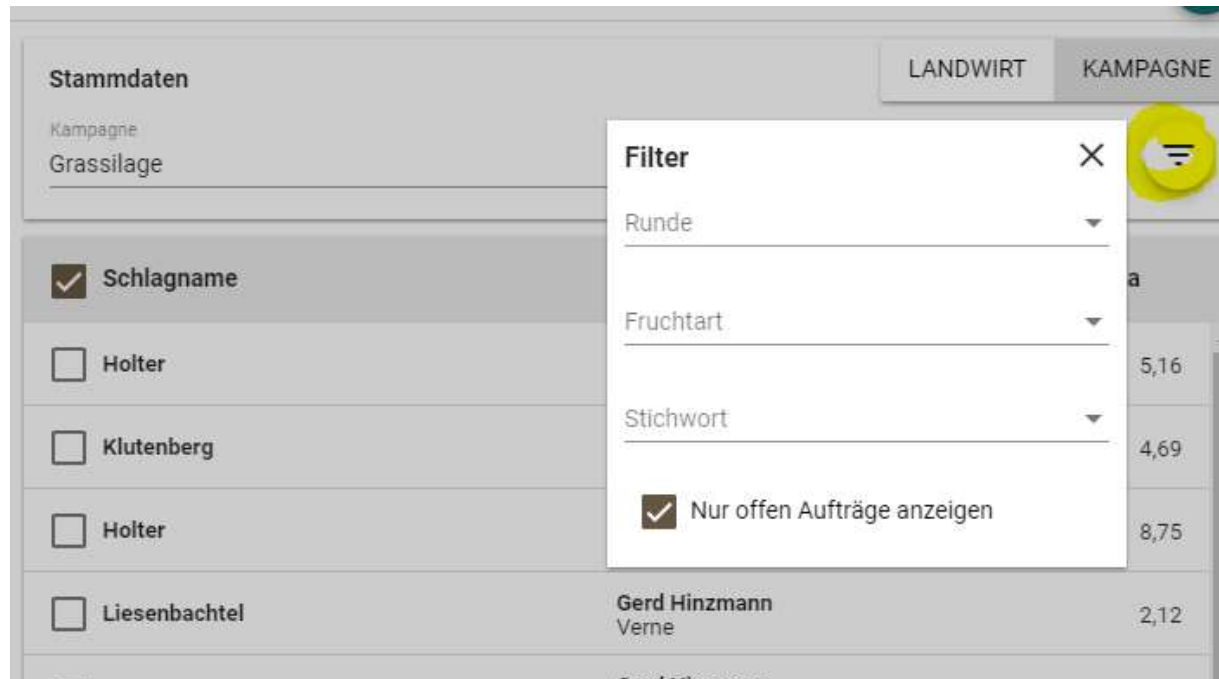 Stammdaten
LANDWIRT
KAMPAGNE
Kampagne
Grassilage
Filter
Runde
Fruchtart
Stichwort
Nur offen Aufträge anzeigen
Schlagname
a
Holter
5,16
Klutenberg
4,69
Holter
8,75
Liesenbachtel
Gerd Hinzmann
Verne
2,12